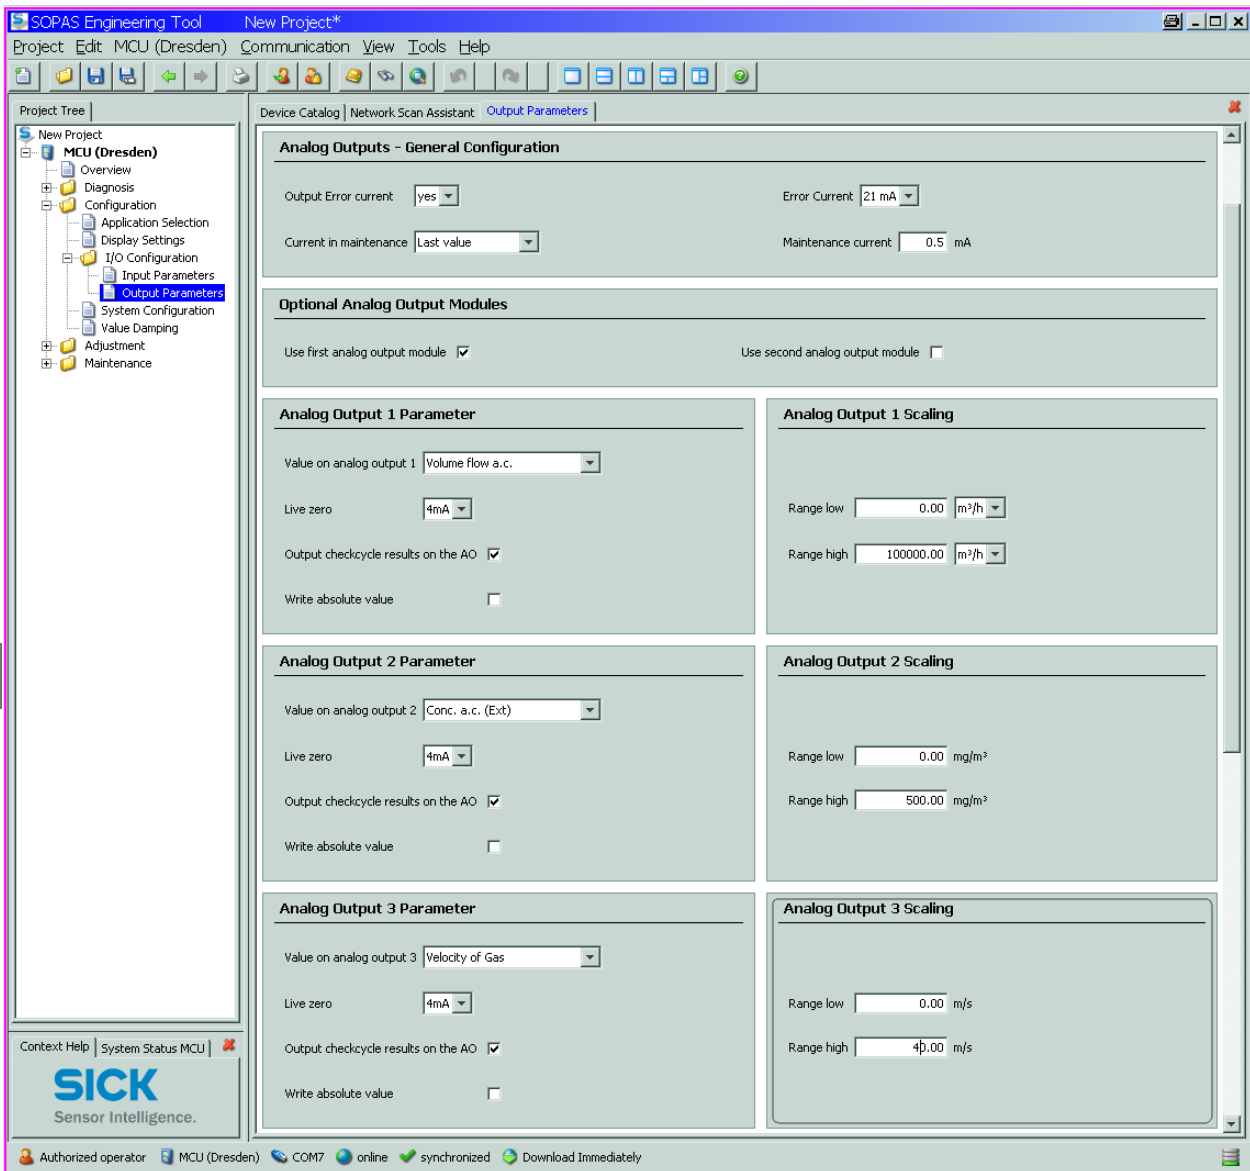 SOPAS Engineering Tool New Project*
Project Edit MCU (Dresden) Communication View Tools Help
Project Tree
New Project
MCU (Dresden)
Overview
Diagnosis
Configuration
Application Selection
Display Settings
I/O Configuration
Input Parameters
Output Parameters
System Configuration
Value Damping
Adjustment
Maintenance
Device Catalog Network Scan Assistant Output Parameters
Analog Outputs - General Configuration
Output Error current yes Error Current 21 mA
Current in maintenance Last value Maintenance current 0.5 mA
Optional Analog Output Modules
Use first analog output module Use second analog output module
Analog Output 1 Parameter
Value on analog output 1 Volume flow a.c.
Live zero 4mA
Output checkcycle results on the AO
Write absolute value
Analog Output 1 Scaling
Range low 0.00 m³/h
Range high 100000.00 m³/h
Analog Output 2 Parameter
Value on analog output 2 Conc. a.c. (Ext)
Live zero 4mA
Output checkcycle results on the AO
Write absolute value
Analog Output 2 Scaling
Range low 0.00 mg/m³
Range high 500.00 mg/m³
Analog Output 3 Parameter
Value on analog output 3 Velocity of Gas
Live zero 4mA
Output checkcycle results on the AO
Write absolute value
Analog Output 3 Scaling
Range low 0.00 m/s
Range high 40.00 m/s
Context Help System Status MCU
SICK
Sensor Intelligence.
Authorized operator MCU (Dresden) COM7 online synchronized Download Immediately